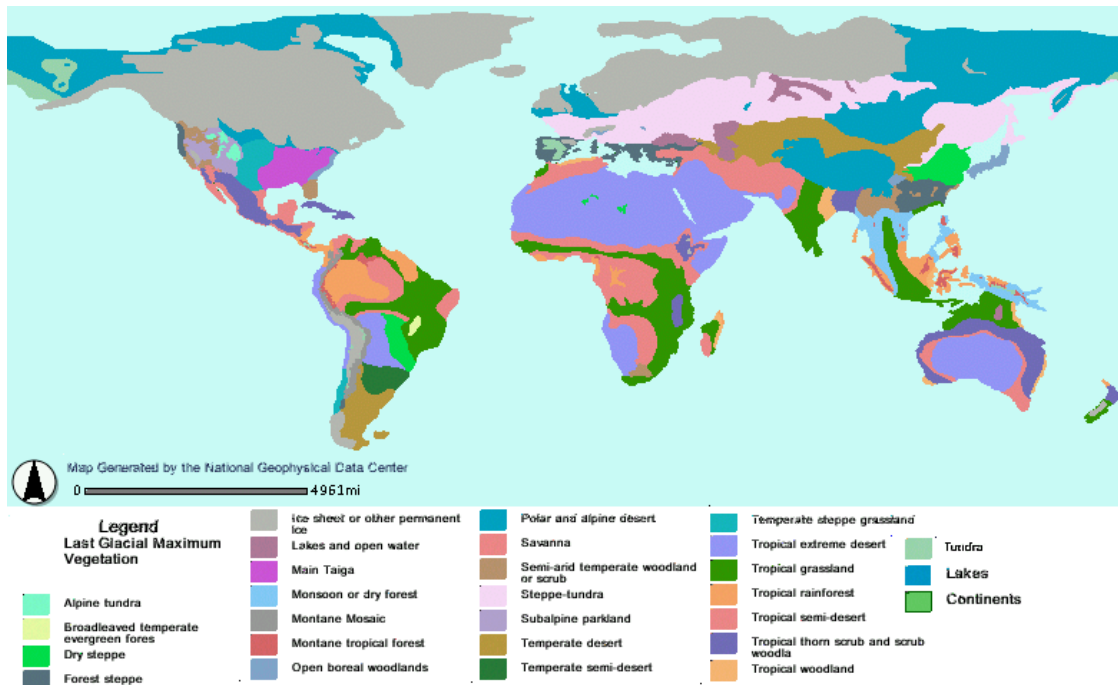 Map Generated by the National Geophysical Data Center
0 4961mi
Legend
Last Glacial Maximum
Vegetation
Alpine tundra
Broadleaved temperate
evergreen fores
Dry steppe
Forest steppe
Ice sheet or other permanent
Ice
Lakes and open water
Main Taiga
Monsoon or dry forest
Montane Mosaic
Montane tropical forest
Open boreal woodlands
Polar and alpine desert
Savanna
Semi-arid temperate woodland
or scrub
Steppe-tundra
Subalpine parkland
Temperate desert
Temperate semi-desert
Temperate steppe grassland
Tropical extreme desert
Tropical grassland
Tropical rainforest
Tropical semi-desert
Tropical thorn scrub and scrub
woodla
Tropical woodland
Tundra
Lakes
Continents